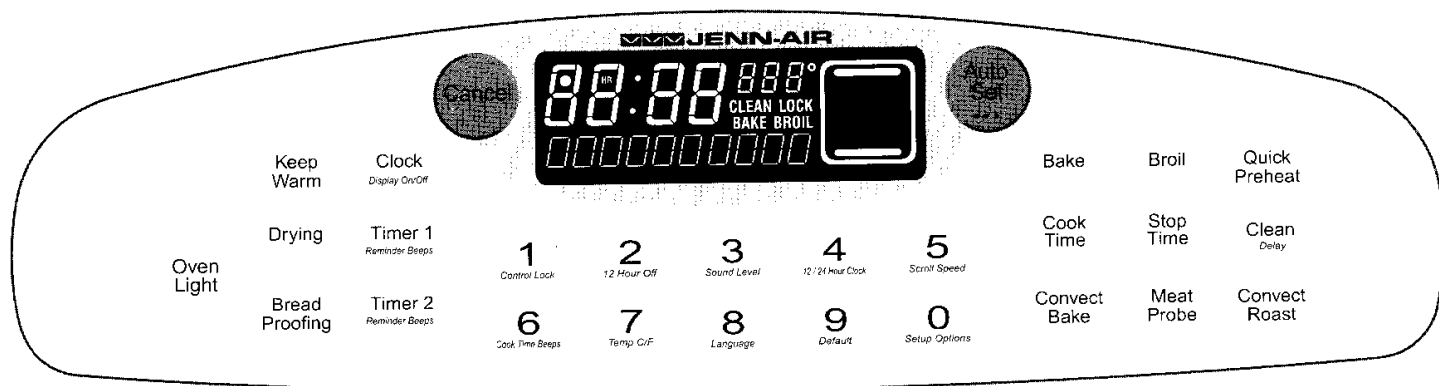 JENN-AIR
Cancel
88:88
HR
888°
CLEAN LOCK
BAKE BROIL
Auto
Set
Keep
Warm
Clock
Display On/Off
Drying
Timer 1
Reminder Beeps
Oven
Light
Bread
Proofing
Timer 2
Reminder Beeps
1
Control Lock
2
12 Hour Off
3
Sound Level
4
12 / 24 Hour Clock
5
Scroll Speed
6
Cook Time Beeps
7
Temp C/F
8
Language
9
Default
0
Setup Options
Bake
Broil
Quick
Preheat
Cook
Time
Stop
Time
Clean
Delay
Convect
Bake
Meat
Probe
Convect
Roast